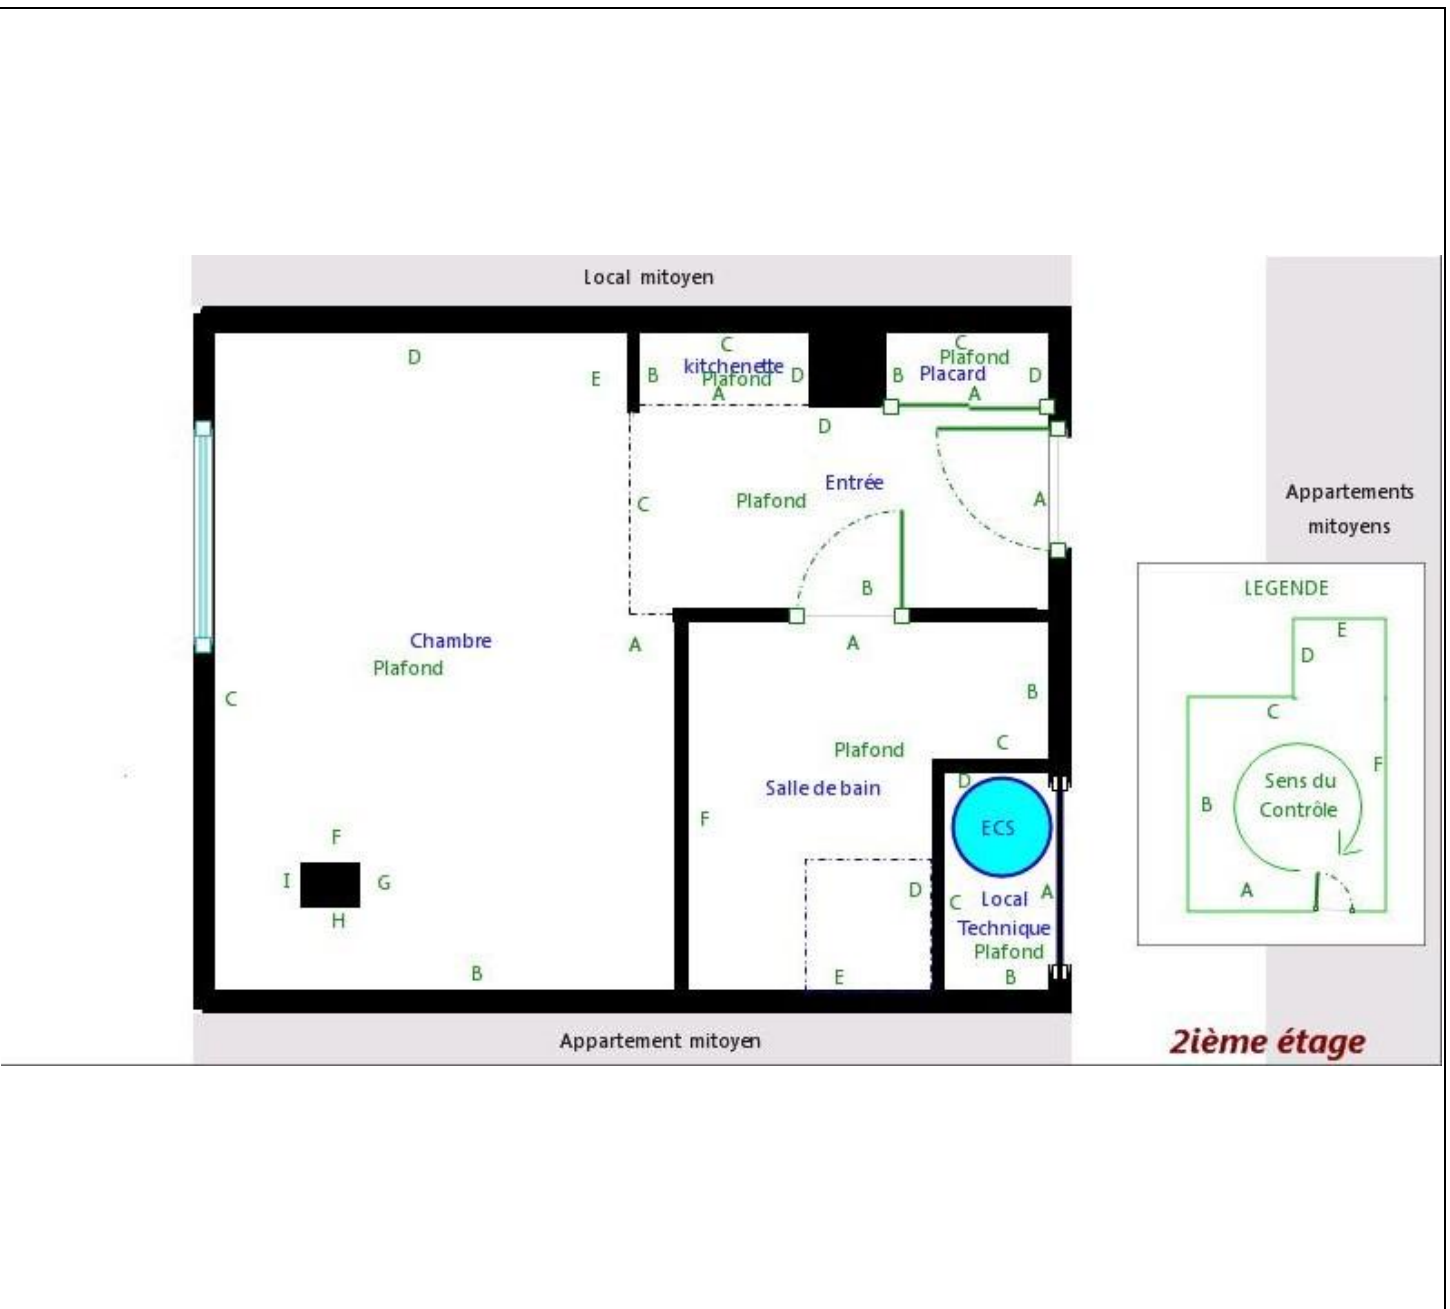 Local mitoyen
D
E
C
kitchenette
B
Plafond
D
A
C
Plafond
B
Placard
D
A
D
Entrée
C
Plafond
A
B
Chambre
Plafond
A
C
F
I
G
H
B
A
B
C
Plafond
Salle de bain
F
D
E
D
ECS
C
Local
A
Technique
Plafond
B
Appartement mitoyen
Appartements
mitoyens
LEGENDE
E
D
C
F
Sens du
B
Contrôle
A
2ième étage